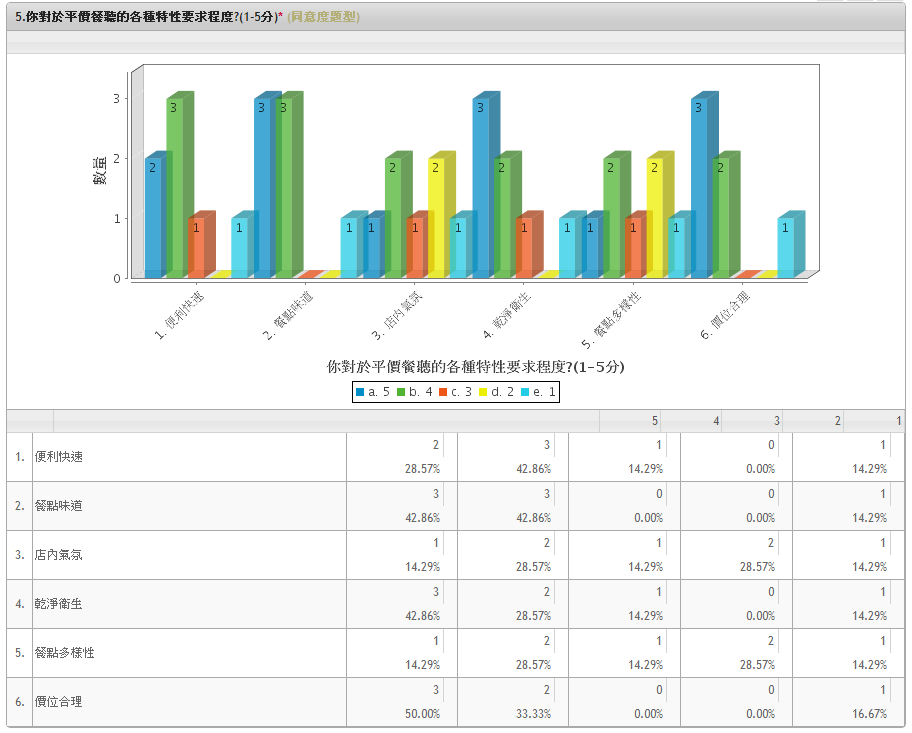 5.你對於平價餐聽的各種特性要求程度?(1-5分)* (同意度題型)
數量
3
2
1
0
2 3 1 1 3 3 1 1 2 1 2 1 3 2 1 1 1 2 1 2 1 3 2 1
1. 便利快速
2. 餐點味道
3. 店內氣氛
4. 乾淨衛生
5. 餐點多樣性
6. 價位合理
你對於平價餐聽的各種特性要求程度?(1-5分)
a. 5 b. 4 c. 3 d. 2 e. 1
5 4 3 2 1
1. 便利快速 2 3 1 0 1
28.57% 42.86% 14.29% 0.00% 14.29%
2. 餐點味道 3 3 0 0 1
42.86% 42.86% 0.00% 0.00% 14.29%
3. 店內氣氛 1 2 1 2 1
14.29% 28.57% 14.29% 28.57% 14.29%
4. 乾淨衛生 3 2 1 0 1
42.86% 28.57% 14.29% 0.00% 14.29%
5. 餐點多樣性 1 2 1 2 1
14.29% 28.57% 14.29% 28.57% 14.29%
6. 價位合理 3 2 0 0 1
50.00% 33.33% 0.00% 0.00% 16.67%